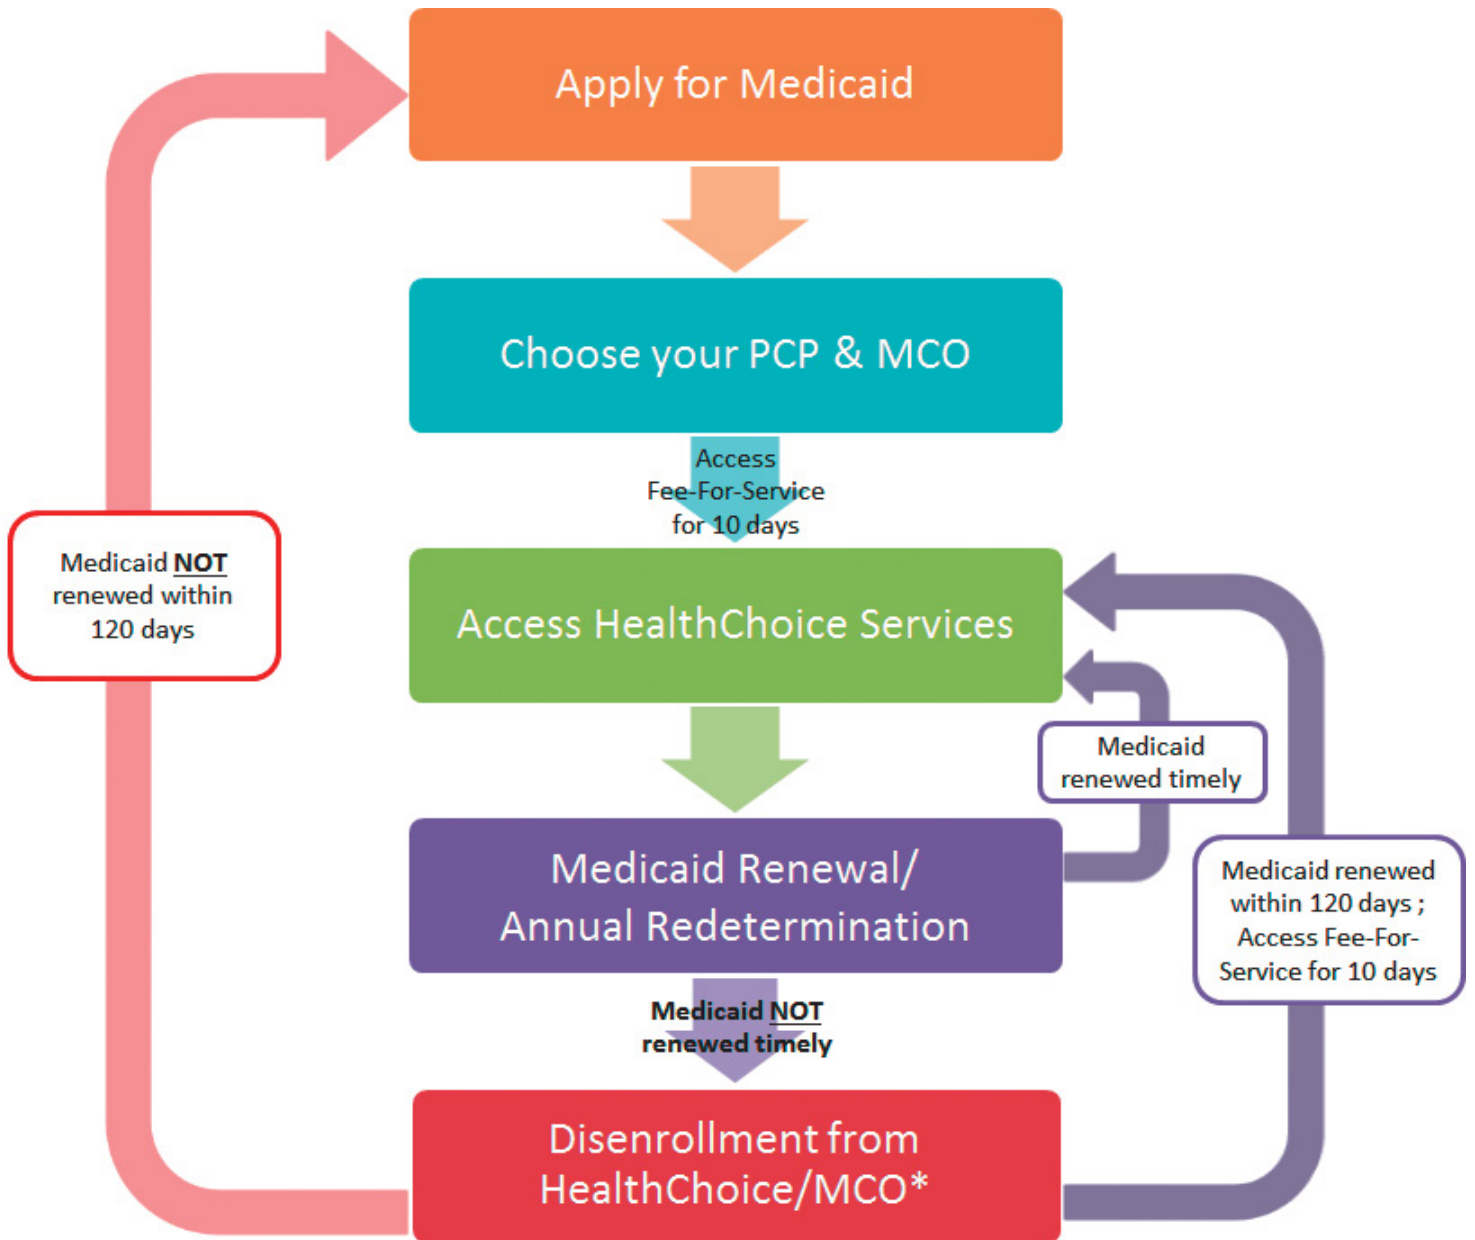 Apply for Medicaid
Choose your PCP & MCO
Access
Fee-For-Service
for 10 days
Medicaid NOT
renewed within
120 days
Access HealthChoice Services
Medicaid
renewed timely
Medicaid Renewal/
Annual Redetermination
Medicaid renewed
within 120 days ;
Access Fee-For-
Service for 10 days
Medicaid NOT
renewed timely
Disenrollment from
HealthChoice/MCO*